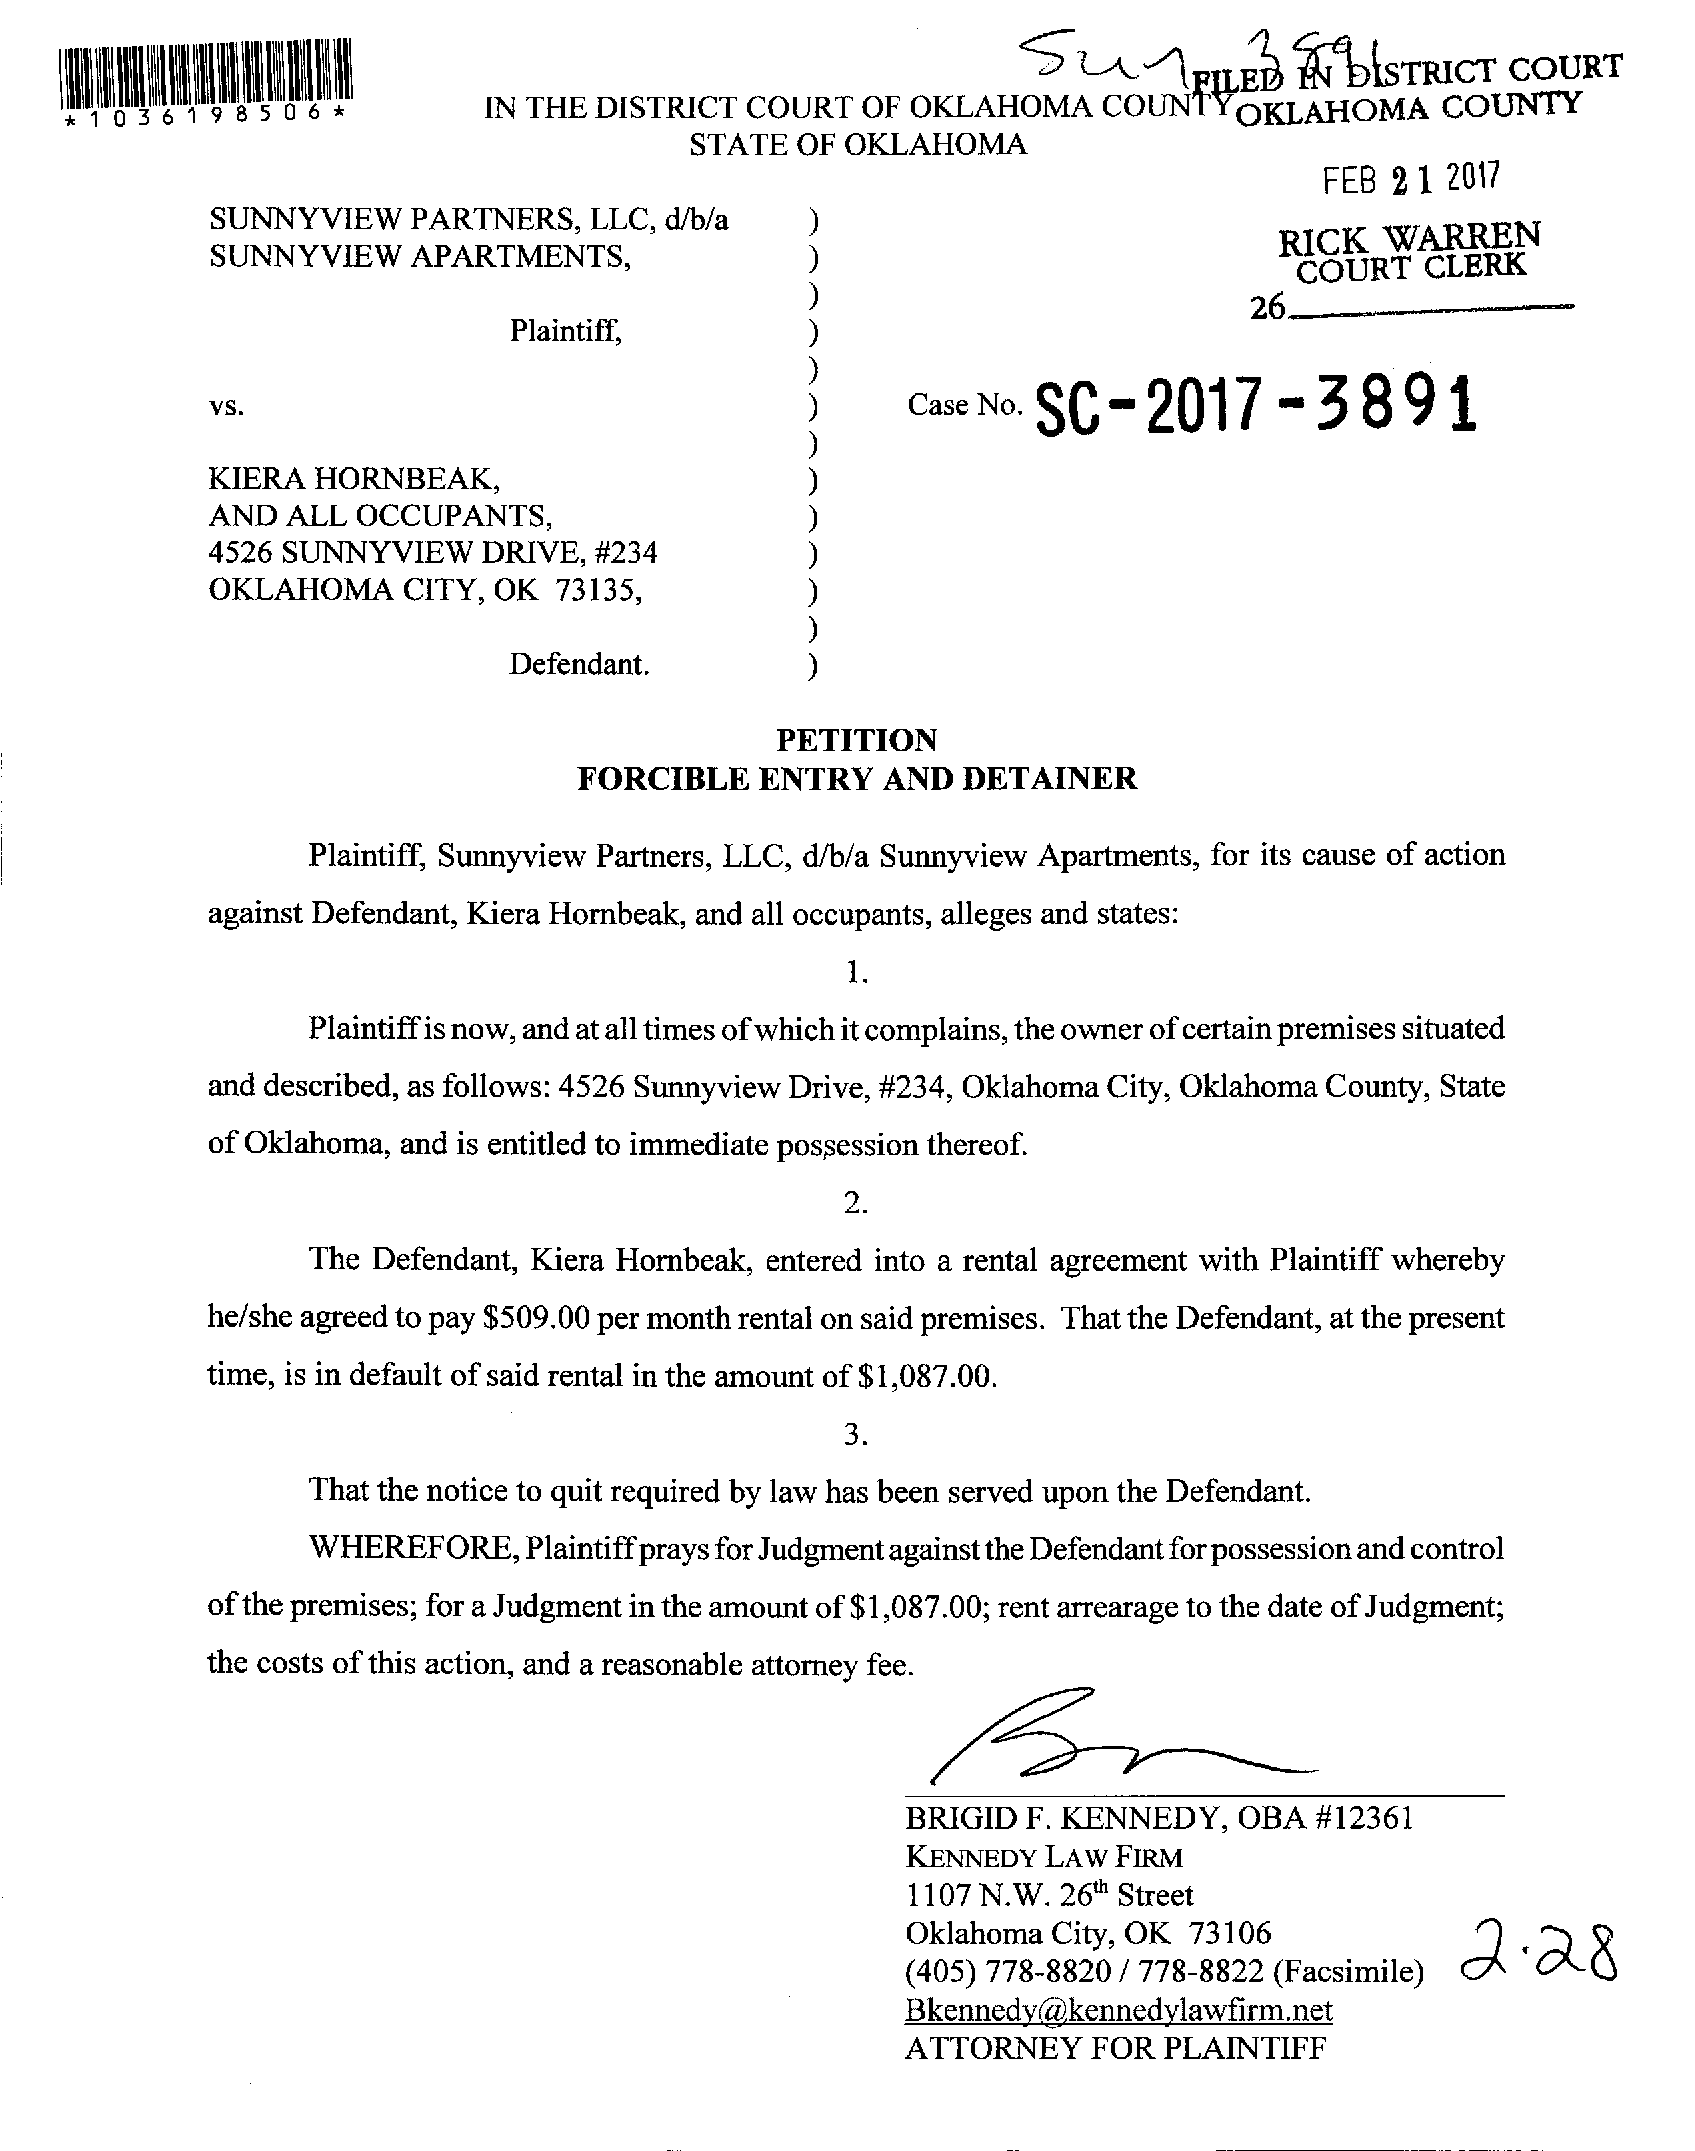 Sun 3891
*1036198506*
FILED IN DISTRICT COURT
OKLAHOMA COUNTY
IN THE DISTRICT COURT OF OKLAHOMA COUNTY
STATE OF OKLAHOMA
FEB 21 2017
RICK WARREN
COURT CLERK
26
SUNNYVIEW PARTNERS, LLC, d/b/a )
SUNNYVIEW APARTMENTS, )
)
Plaintiff, )
)
vs. ) Case No. SC-2017-3891
)
KIERA HORNBEAK, )
AND ALL OCCUPANTS, )
4526 SUNNYVIEW DRIVE, #234 )
OKLAHOMA CITY, OK 73135, )
)
Defendant. )
PETITION
FORCIBLE ENTRY AND DETAINER
Plaintiff, Sunnyview Partners, LLC, d/b/a Sunnyview Apartments, for its cause of action
against Defendant, Kiera Hornbeak, and all occupants, alleges and states:
1.
Plaintiff is now, and at all times of which it complains, the owner of certain premises situated
and described, as follows: 4526 Sunnyview Drive, #234, Oklahoma City, Oklahoma County, State
of Oklahoma, and is entitled to immediate possession thereof.
2.
The Defendant, Kiera Hornbeak, entered into a rental agreement with Plaintiff whereby
he/she agreed to pay $509.00 per month rental on said premises. That the Defendant, at the present
time, is in default of said rental in the amount of $1,087.00.
3.
That the notice to quit required by law has been served upon the Defendant.
WHEREFORE, Plaintiff prays for Judgment against the Defendant for possession and control
of the premises; for a Judgment in the amount of $1,087.00; rent arrearage to the date of Judgment;
the costs of this action, and a reasonable attorney fee.
BRIGID F. KENNEDY, OBA #12361
KENNEDY LAW FIRM
1107 N.W. 26th Street
Oklahoma City, OK 73106
(405) 778-8820 / 778-8822 (Facsimile)
2.28
Bkennedy@kennedylawfirm.net
ATTORNEY FOR PLAINTIFF